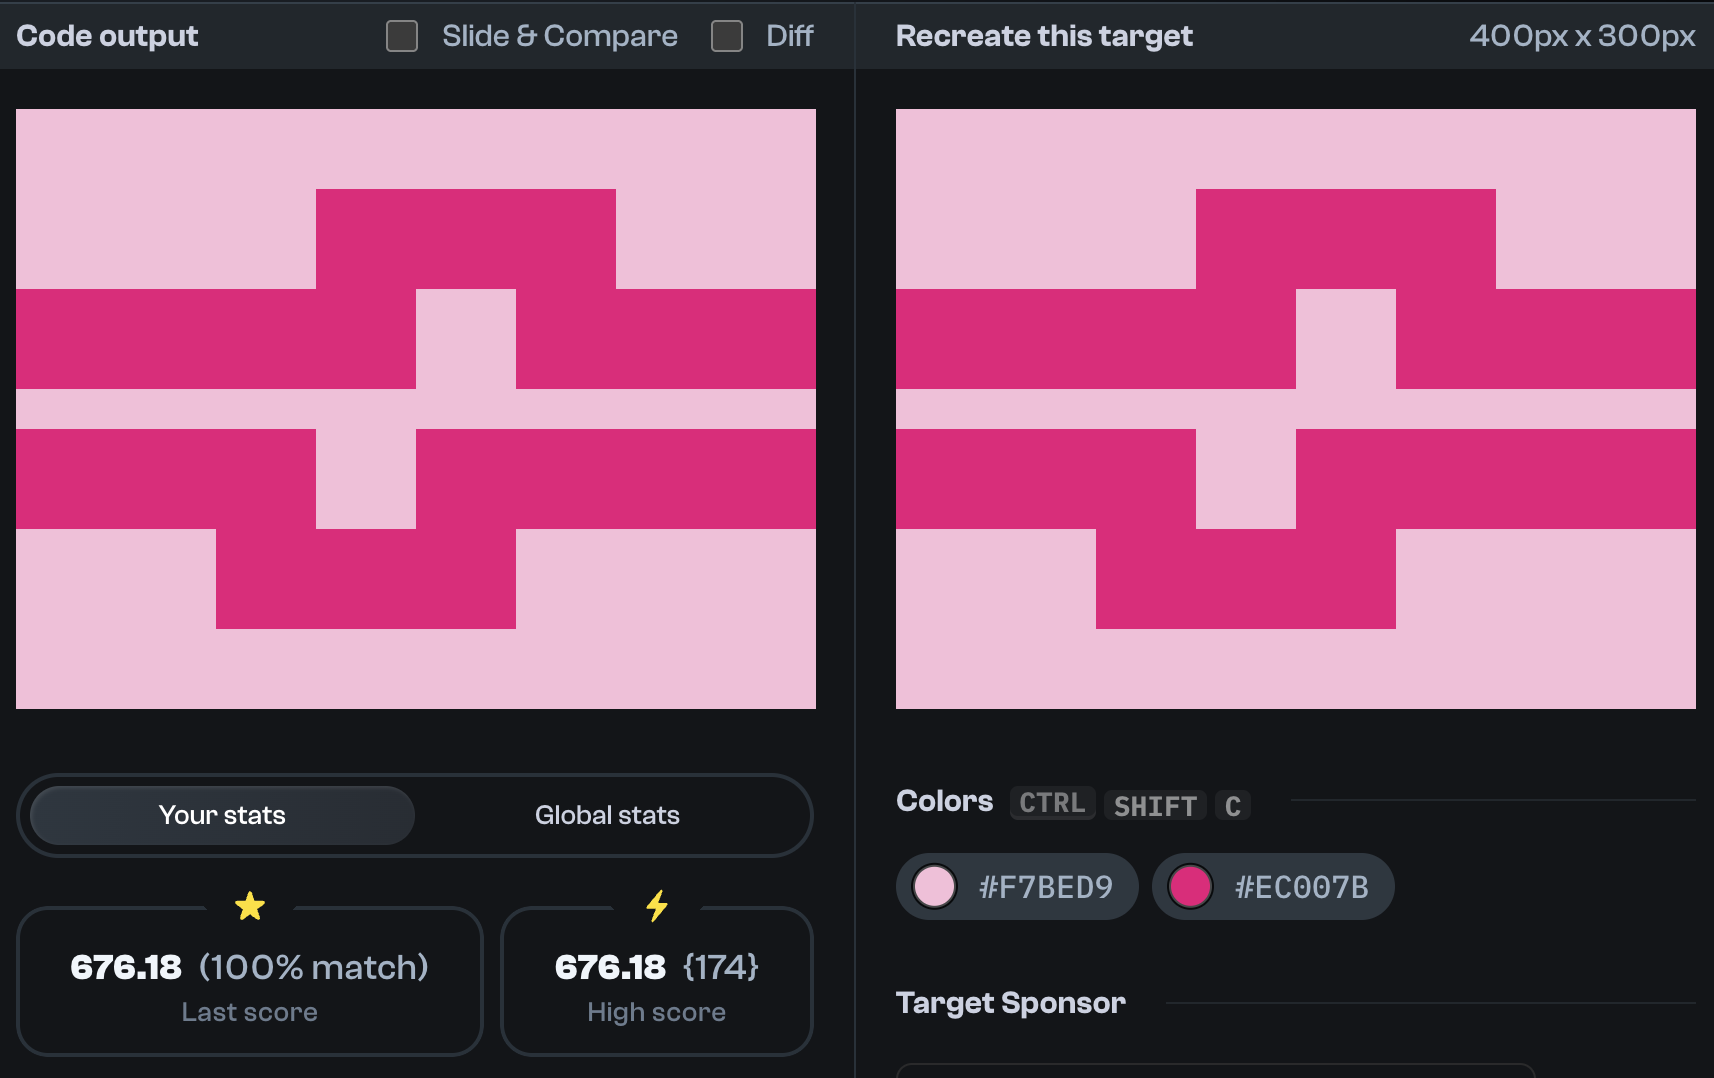 Code output
Slide & Compare
Diff
Recreate this target
400px x 300px
Your stats
Global stats
676.18 (100% match)
Last score
676.18 {174}
High score
Colors CTRL SHIFT C
#F7BED9
#EC007B
Target Sponsor